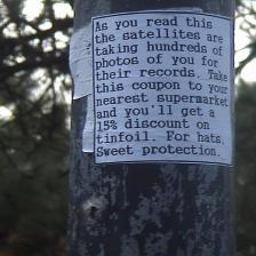 As you read this
the satellites are
taking hundreds of
photos of you for
their records. Take
this coupon to your
nearest supermarket
and you'll get a
15% discount on
tinfoil. For hats.
Sweet protection.